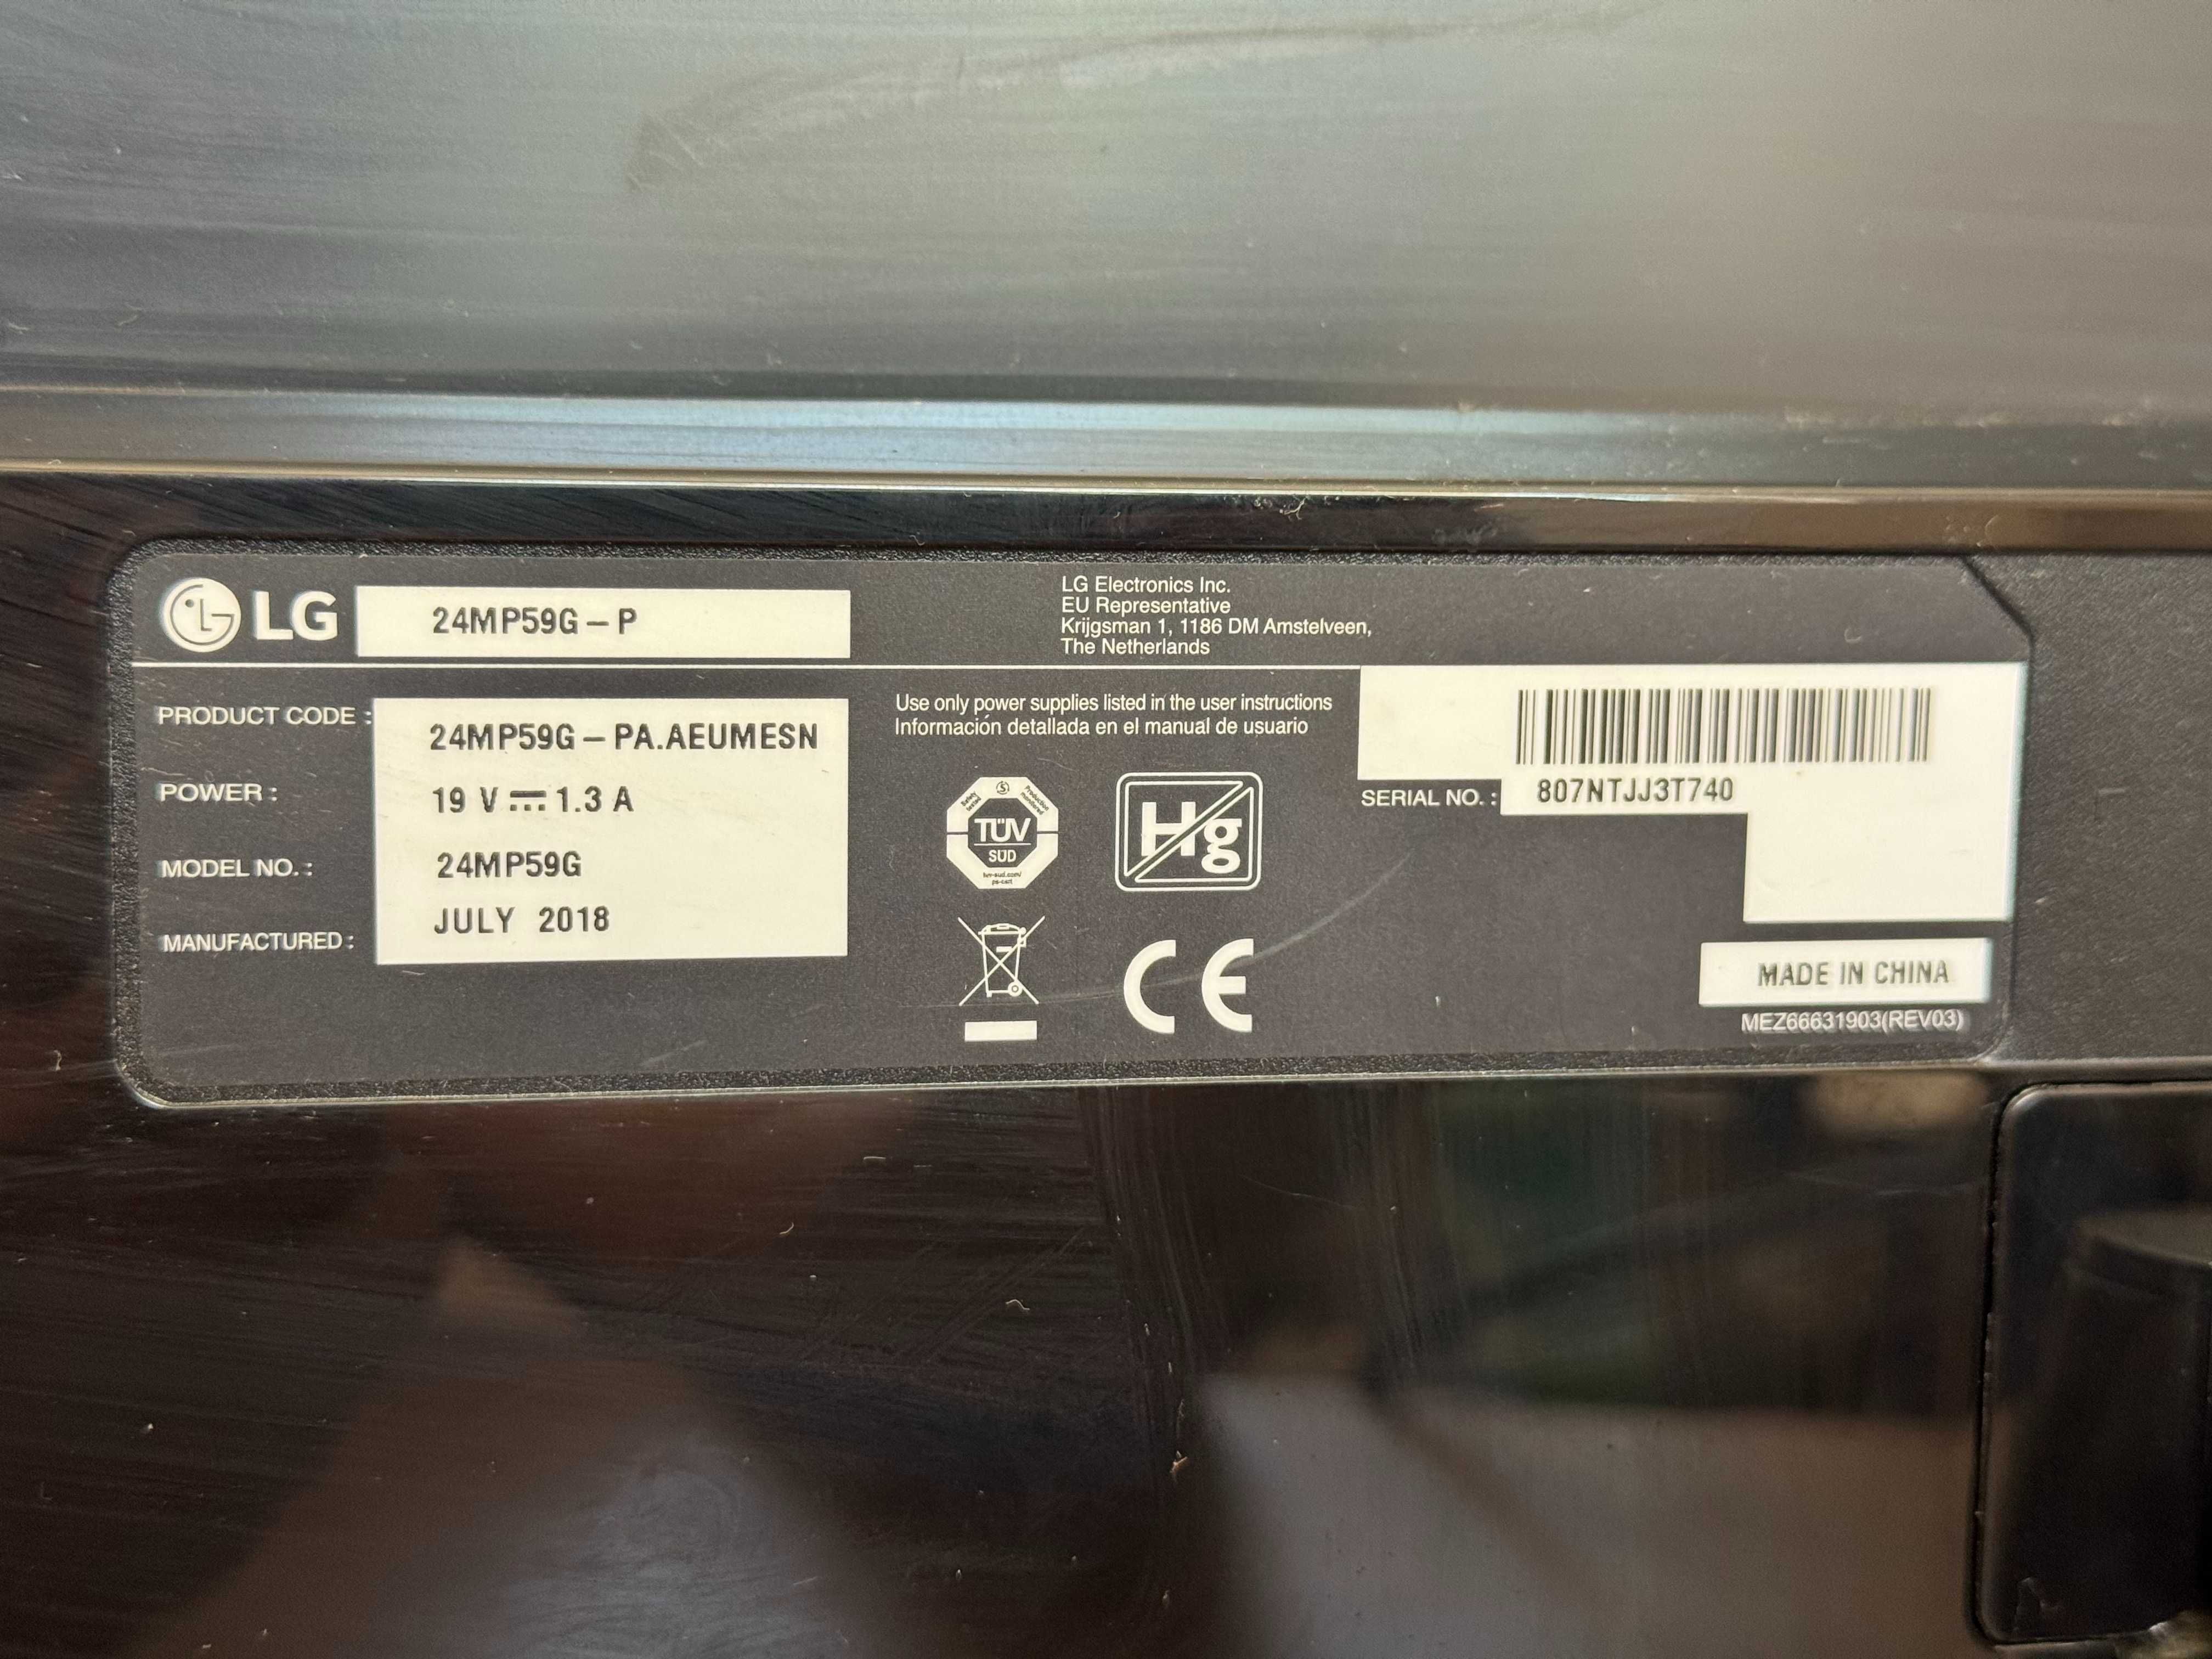 LG 24MP59G-P
LG Electronics Inc.
EU Representative
Krijgsman 1, 1186 DM Amstelveen,
The Netherlands
PRODUCT CODE : 24MP59G-PA.AEUMESN
POWER : 19 V ⎓ 1.3 A
MODEL NO. : 24MP59G
MANUFACTURED : JULY 2018
Use only power supplies listed in the user instructions
Información detallada en el manual de usuario
TÜV
SÜD
Hg
CE
SERIAL NO. : 807NTJJ3T740
MADE IN CHINA
MEZ66631903(REV03)